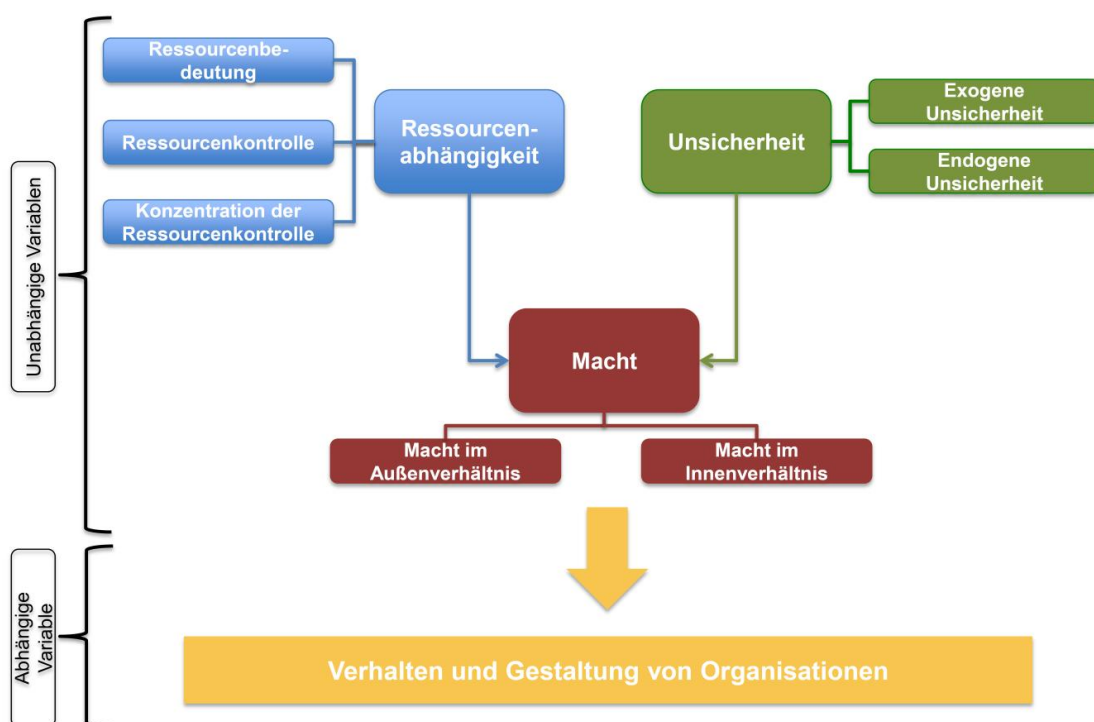 Ressourcenbe-
deutung
Ressourcenkontrolle
Konzentration der
Ressourcenkontrolle
Ressourcen-
abhängigkeit
Unsicherheit
Exogene
Unsicherheit
Endogene
Unsicherheit
Unabhängige Variablen
Macht
Macht im
Außenverhältnis
Macht im
Innenverhältnis
Abhängige
Variable
Verhalten und Gestaltung von Organisationen